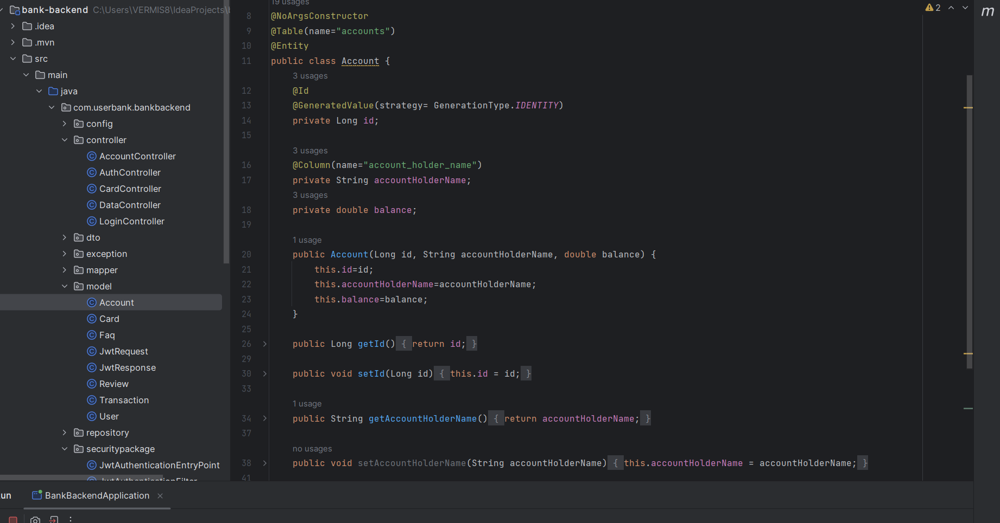 bank-backend C:\Users\VERMIS8\IdeaProjects\
.idea
.mvn
src
main
java
com.userbank.bankbackend
config
controller
AccountController
AuthController
CardController
DataController
LoginController
dto
exception
mapper
model
Account
Card
Faq
JwtRequest
JwtResponse
Review
Transaction
User
repository
securitypackage
JwtAuthenticationEntryPoint
JwtAuthenticationFilter
19 usages
8 @NoArgsConstructor
9 @Table(name="accounts")
10 @Entity
11 public class Account {
3 usages
12 @Id
13 @GeneratedValue(strategy= GenerationType.IDENTITY)
14 private Long id;
15
3 usages
16 @Column(name="account_holder_name")
17 private String accountHolderName;
3 usages
18 private double balance;
19
1 usage
20 public Account(Long id, String accountHolderName, double balance) {
21 this.id=id;
22 this.accountHolderName=accountHolderName;
23 this.balance=balance;
24 }
25
26 public Long getId() { return id; }
29
30 public void setId(Long id) { this.id = id; }
33
1 usage
34 public String getAccountHolderName() { return accountHolderName; }
37
no usages
38 public void setAccountHolderName(String accountHolderName) { this.accountHolderName = accountHolderName; }
41
2
m
un BankBackendApplication